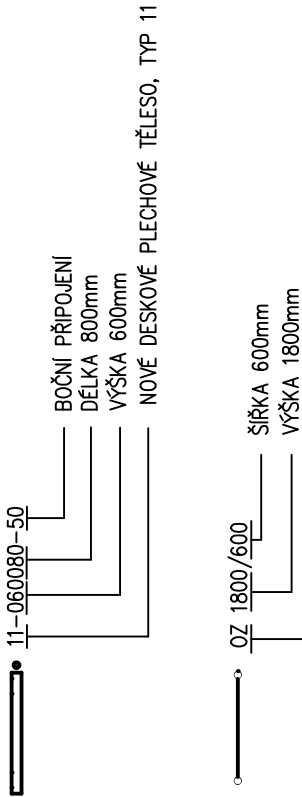 11-060080-50
BOČNÍ PŘIPOJENÍ
DÉLKA 800mm
VÝŠKA 600mm
NOVÉ DESKOVÉ PLECHOVÉ TĚLESO, TYP 11
OZ 1800/600
ŠÍŘKA 600mm
VÝŠKA 1800mm